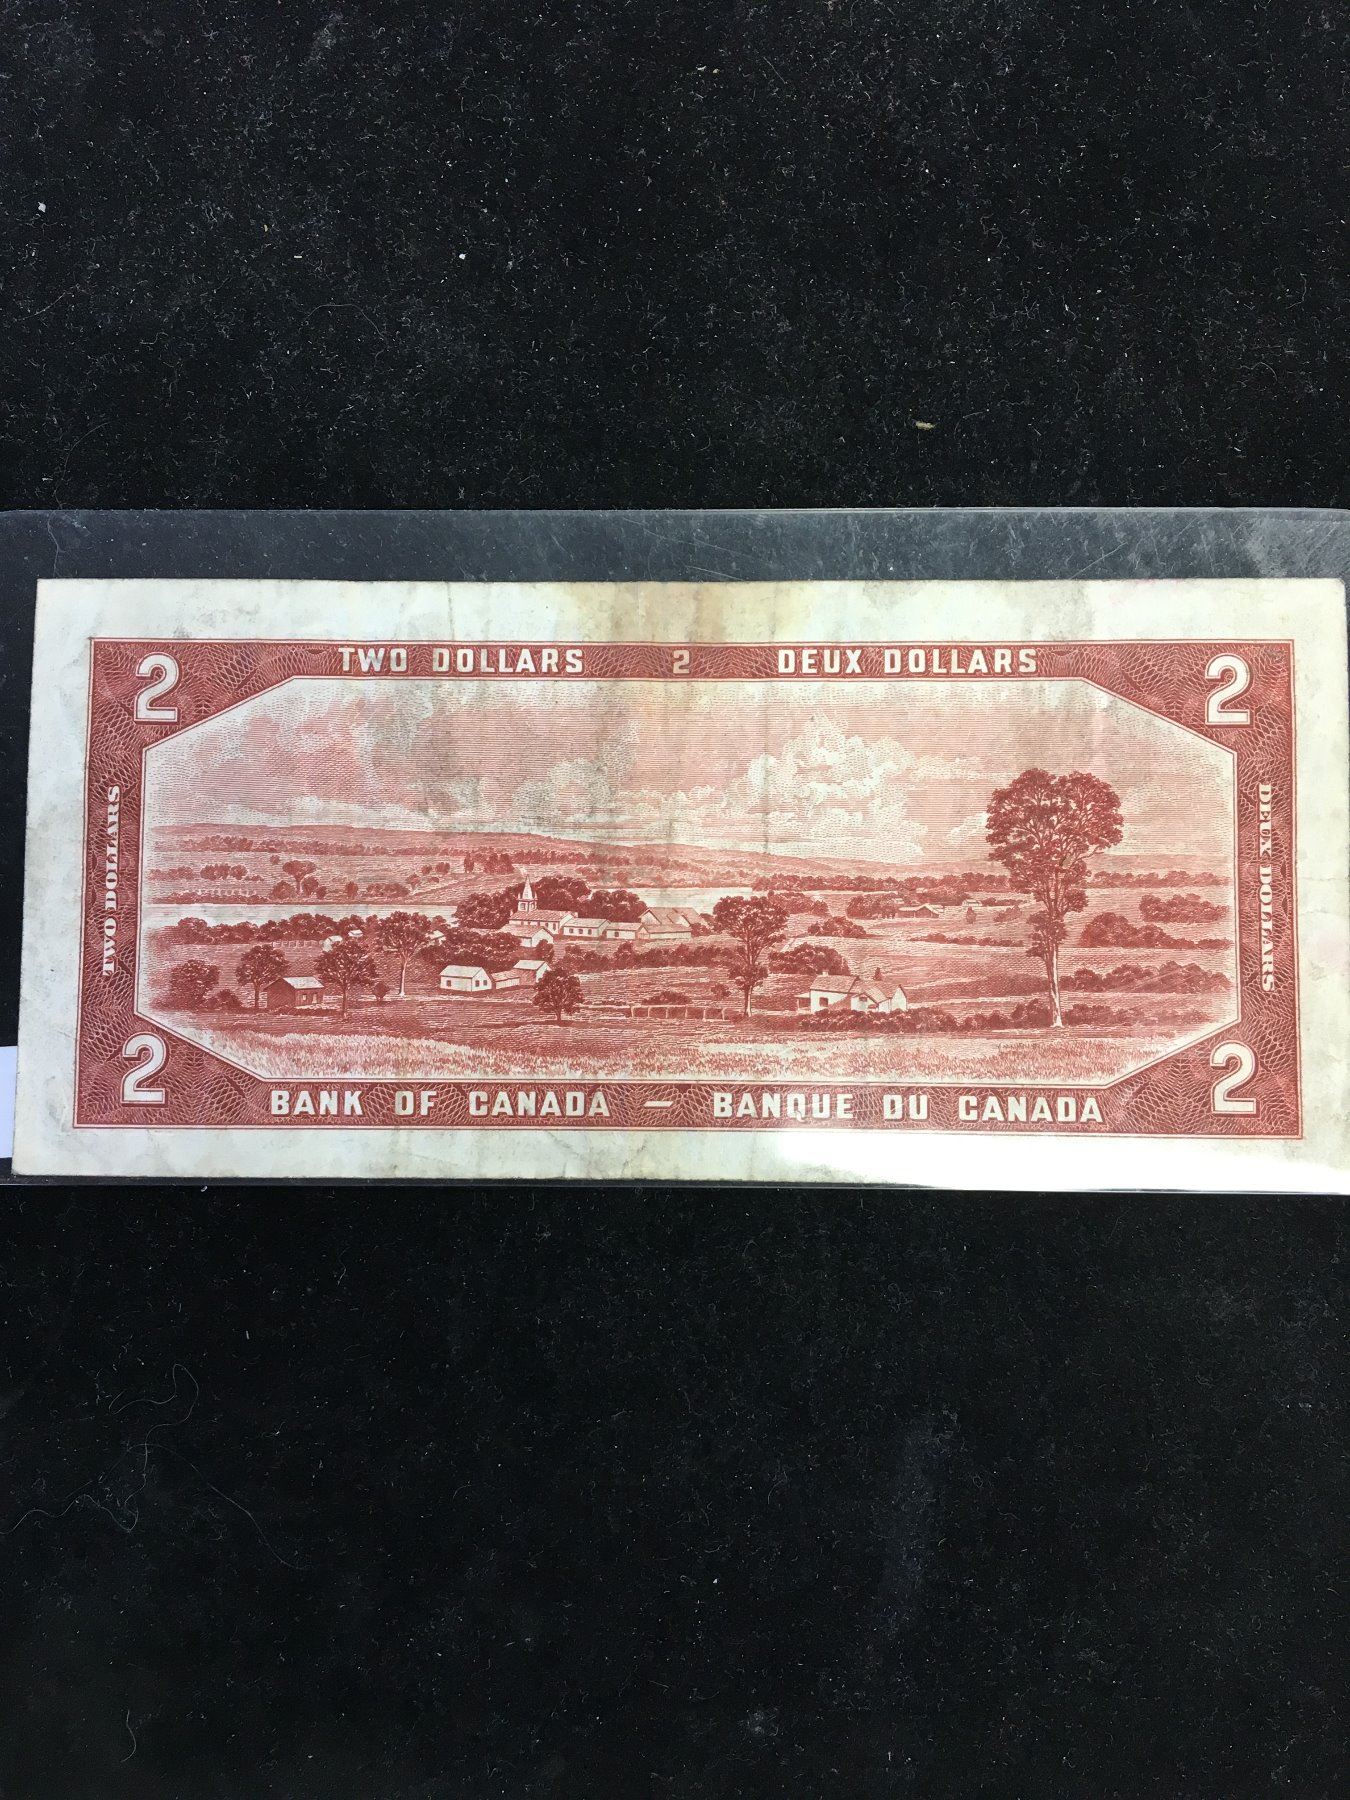 2 TWO DOLLARS 2 DEUX DOLLARS 2
TWO DOLLARS
DEUX DOLLARS
2 BANK OF CANADA — BANQUE DU CANADA 2